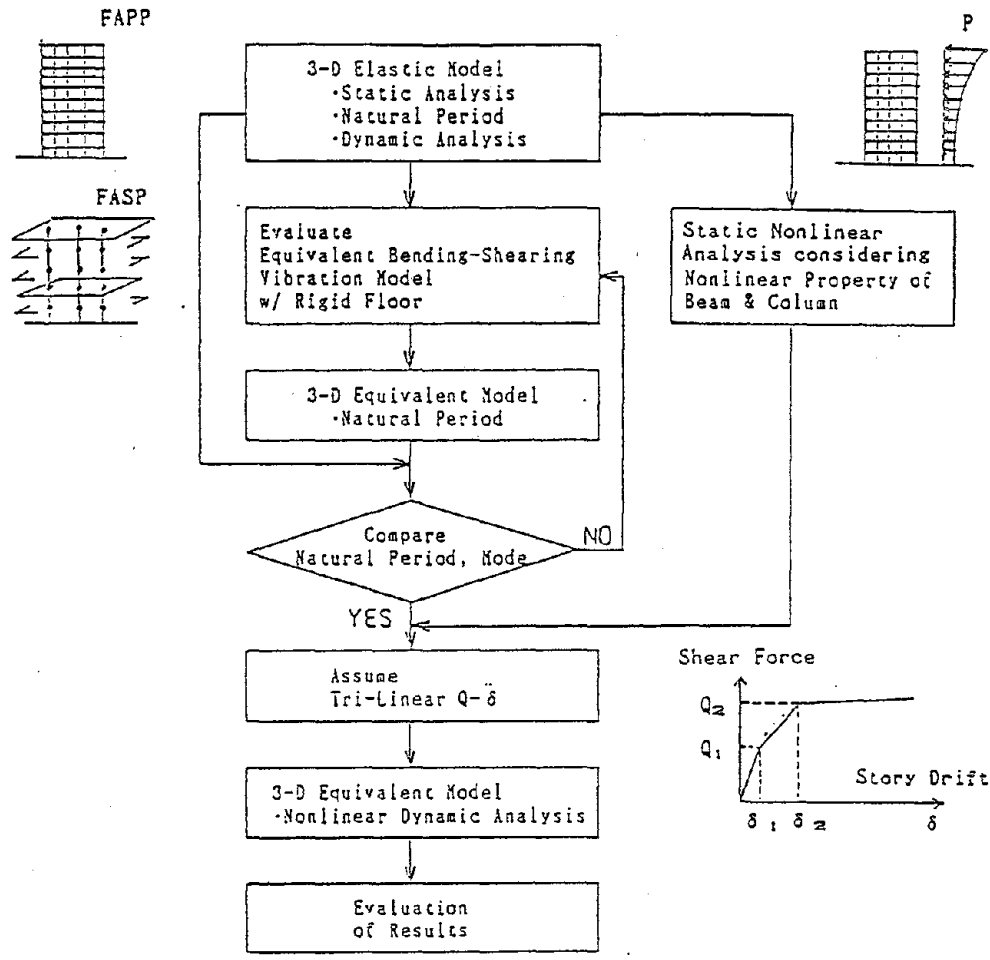 FAPP
P
3-D Elastic Model
·Static Analysis
·Natural Period
·Dynamic Analysis
FASP
Evaluate
Equivalent Bending-Shearing
Vibration Model
w/ Rigid Floor
Static Nonlinear
Analysis considering
Nonlinear Property of
Beam & Column
3-D Equivalent Model
·Natural Period
Compare
Natural Period, Mode
NO
YES
Assume
Tri-Linear Q-δ
Shear Force
Q₂
Q₁
Story Drift
δ₁ δ₂ δ
3-D Equivalent Model
·Nonlinear Dynamic Analysis
Evaluation
of Results